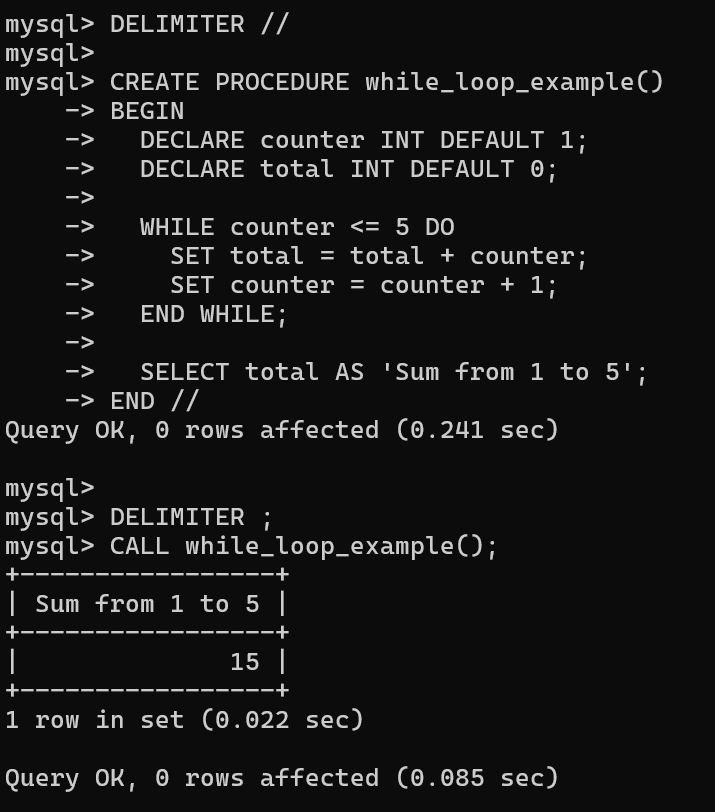 mysql> DELIMITER //
mysql>
mysql> CREATE PROCEDURE while_loop_example()
    -> BEGIN
    ->   DECLARE counter INT DEFAULT 1;
    ->   DECLARE total INT DEFAULT 0;
    ->
    ->   WHILE counter <= 5 DO
    ->     SET total = total + counter;
    ->     SET counter = counter + 1;
    ->   END WHILE;
    ->
    ->   SELECT total AS 'Sum from 1 to 5';
    -> END //
Query OK, 0 rows affected (0.241 sec)

mysql>
mysql> DELIMITER ;
mysql> CALL while_loop_example();
+-----------------+
| Sum from 1 to 5 |
+-----------------+
|              15 |
+-----------------+
1 row in set (0.022 sec)

Query OK, 0 rows affected (0.085 sec)